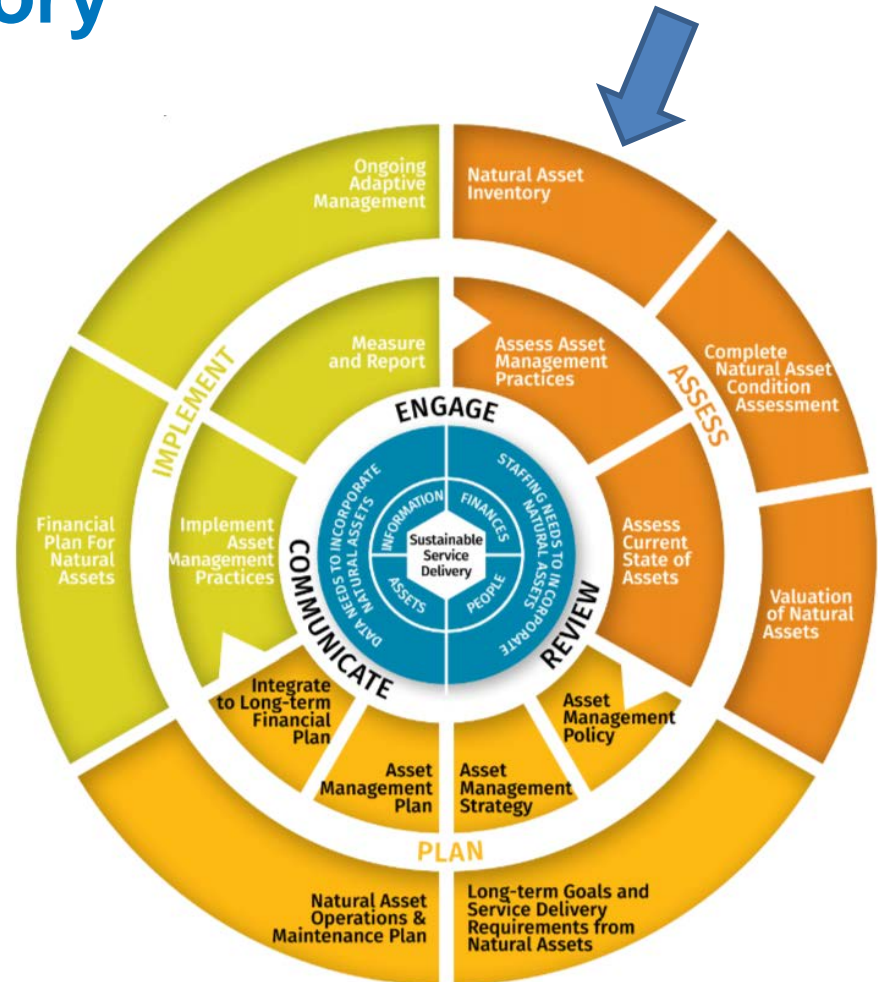 ory
Ongoing
Adaptive
Management
Natural Asset
Inventory
Complete
Natural Asset
Condition
Assessment
Valuation
of Natural
Assets
Long-term Goals and
Service Delivery
Requirements from
Natural Assets
Natural Asset
Operations &
Maintenance Plan
Financial
Plan For
Natural
Assets
IMPLEMENT
ASSESS
PLAN
Measure
and Report
Assess Asset
Management
Practices
Assess
Current
State of
Assets
Asset
Management
Policy
Asset
Management
Strategy
Asset
Management
Plan
Integrate
to Long-term
Financial
Plan
Implement
Asset
Management
Practices
ENGAGE
REVIEW
COMMUNICATE
DATA NEEDS TO INCORPORATE
NATURAL ASSETS
STAFFING NEEDS TO INCORPORATE
NATURAL ASSETS
INFORMATION
FINANCES
ASSETS
PEOPLE
Sustainable
Service
Delivery